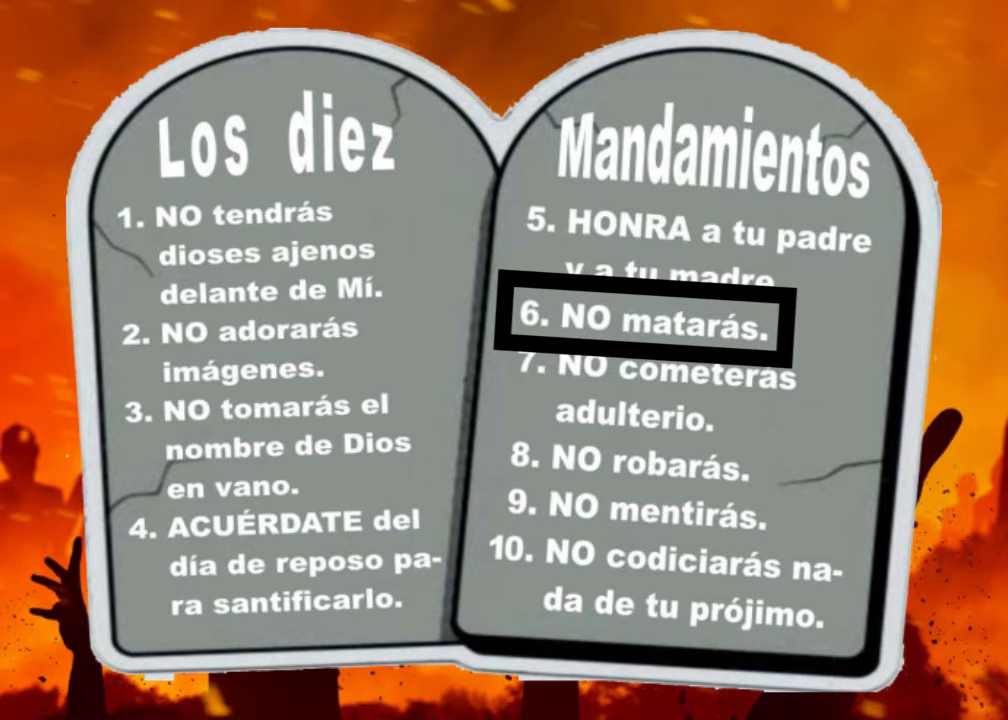 Los diez
1. NO tendrás
dioses ajenos
delante de Mí.
2. NO adorarás
imágenes.
3. NO tomarás el
nombre de Dios
en vano.
4. ACUÉRDATE del
día de reposo pa-
ra santificarlo.
Mandamientos
5. HONRA a tu padre
y a tu madre
6. NO matarás.
7. NO cometerás
adulterio.
8. NO robarás.
9. NO mentirás.
10. NO codiciarás na-
da de tu prójimo.